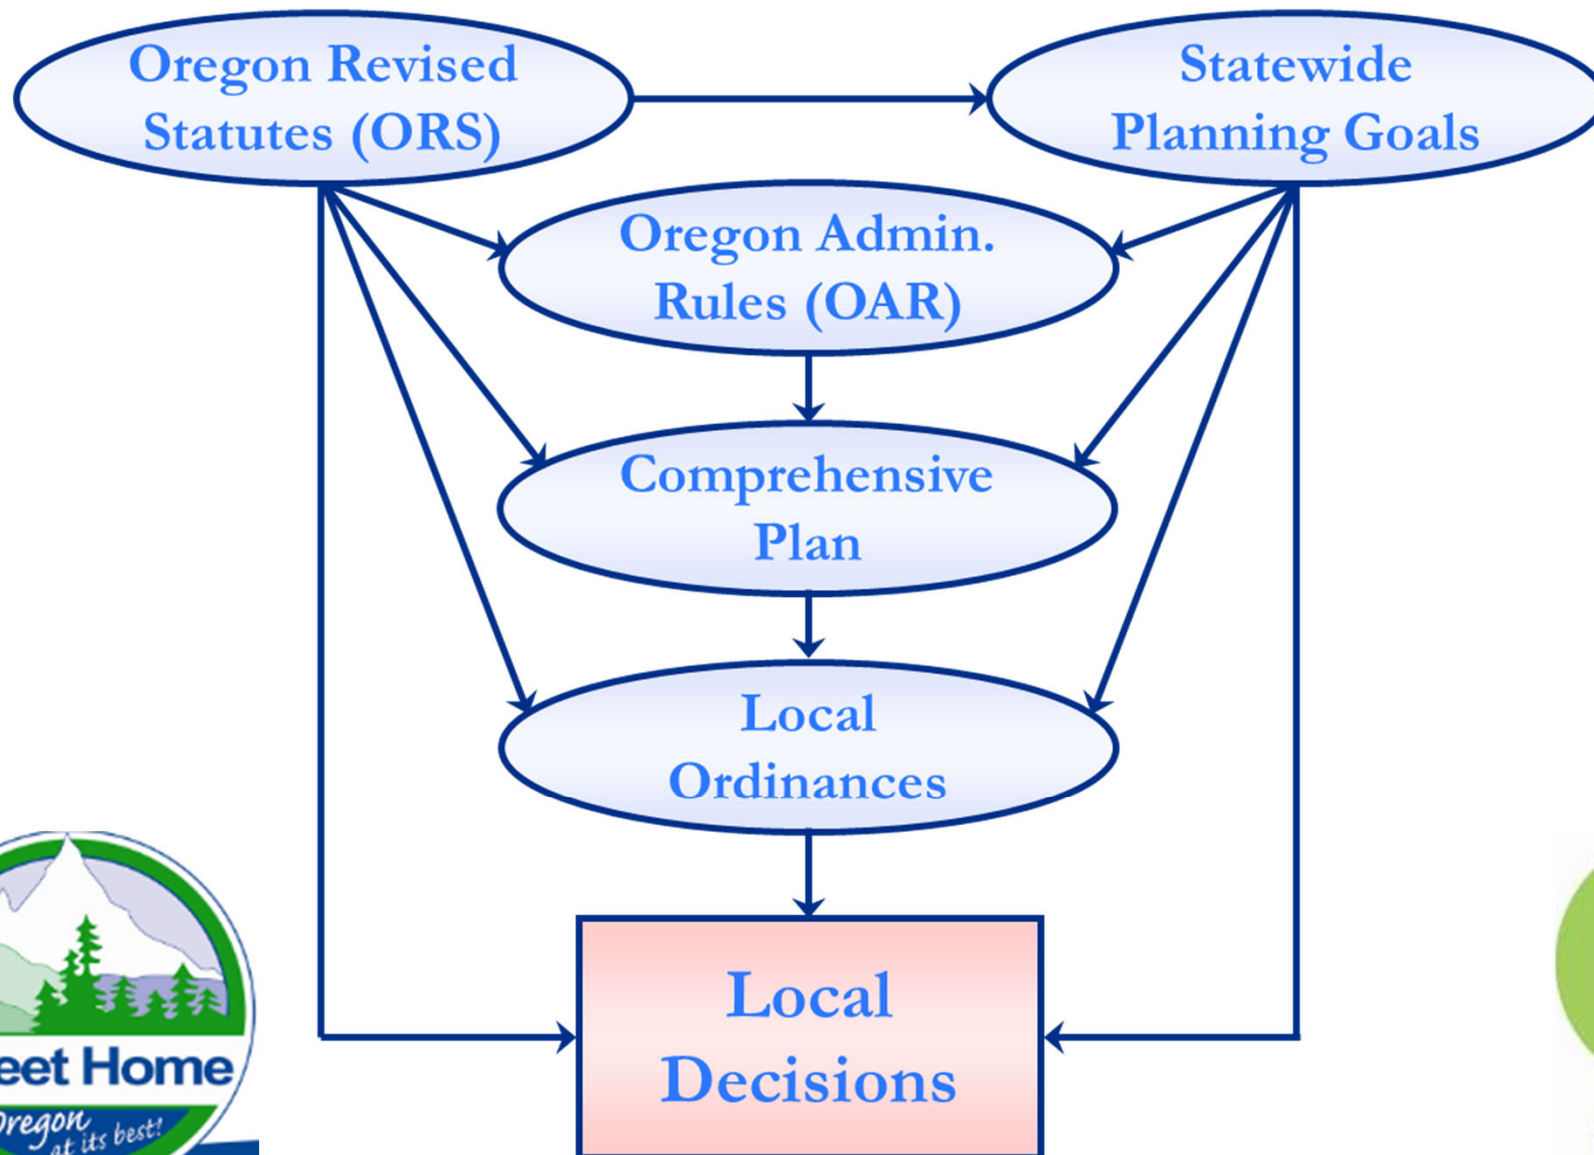 Oregon Revised
Statutes (ORS)
Statewide
Planning Goals
Oregon Admin.
Rules (OAR)
Comprehensive
Plan
Local
Ordinances
Local
Decisions
eet Home
Oregon
at its best!